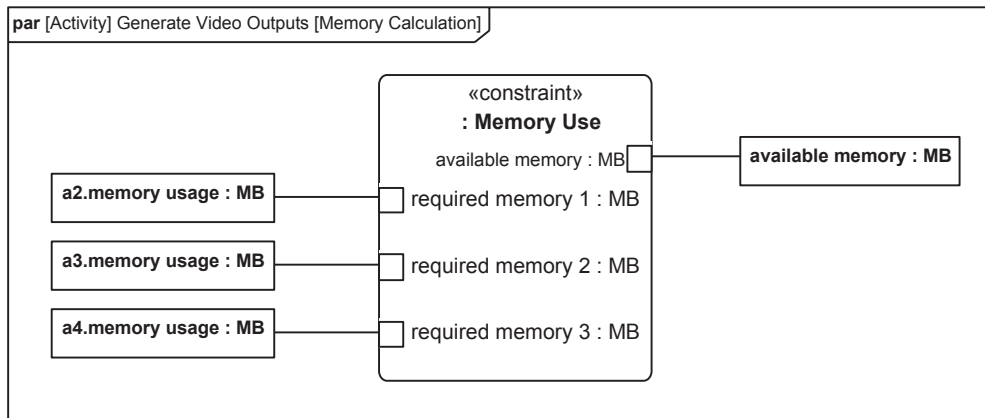 par [Activity] Generate Video Outputs [Memory Calculation]
«constraint»
: Memory Use
available memory : MB
available memory : MB
a2.memory usage : MB
required memory 1 : MB
a3.memory usage : MB
required memory 2 : MB
a4.memory usage : MB
required memory 3 : MB